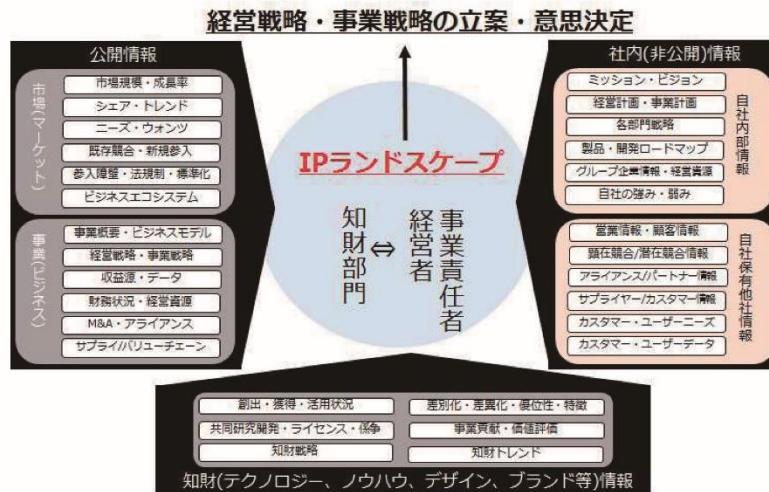 経営戦略・事業戦略の立案・意思決定
公開情報
市場(マーケット)
市場規模・成長率
シェア・トレンド
ニーズ・ウォンツ
既存競合・新規参入
参入障壁・法規制・標準化
ビジネスエコシステム
事業(ビジネス)
事業概要・ビジネスモデル
経営戦略・事業戦略
収益源・データ
財務状況・経営資源
M&A・アライアンス
サプライ/バリューチェーン
IPランドスケープ
知財部門
⇔
経営者
事業責任者
社内(非公開)情報
ミッション・ビジョン
経営計画・事業計画
各部門戦略
製品・開発ロードマップ
グループ企業情報・経営資源
自社の強み・弱み
自社内部情報
営業情報・顧客情報
顕在競合/潜在競合情報
アライアンス/パートナー情報
サプライヤー/カスタマー情報
カスタマー・ユーザーニーズ
カスタマー・ユーザーデータ
自社保有他社情報
創出・獲得・活用状況
差別化・差異化・優位性・特徴
共同研究開発・ライセンス・係争
事業貢献・価値評価
知財戦略
知財トレンド
知財(テクノロジー、ノウハウ、デザイン、ブランド等)情報